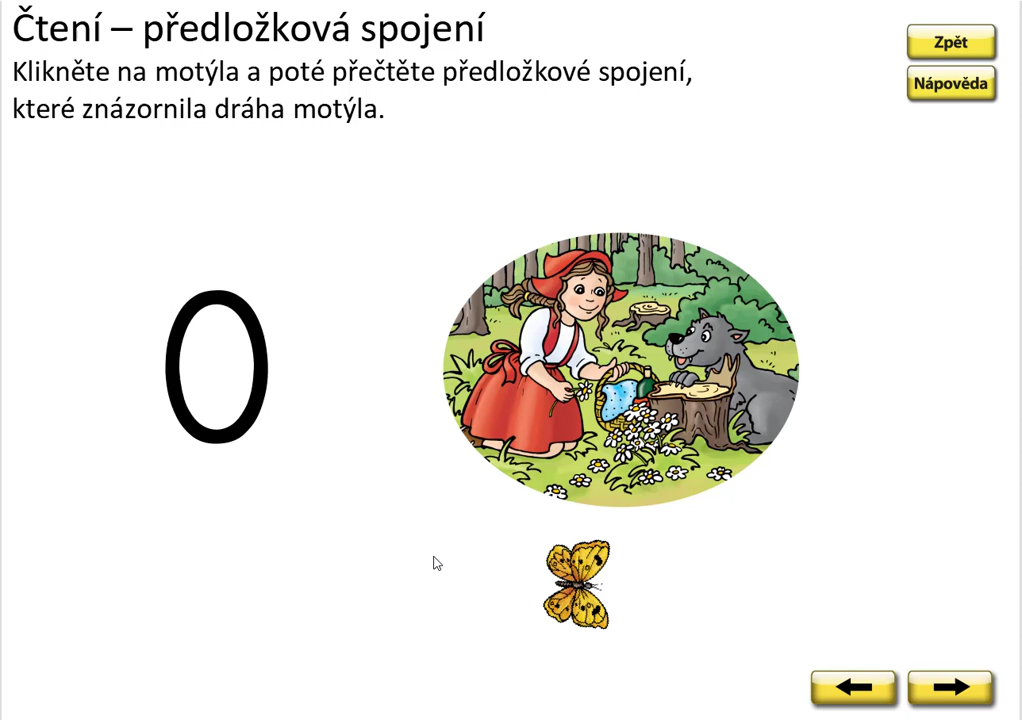 Čtení – předložková spojení
Klikněte na motýla a poté přečtěte předložkové spojení,
které znázornila dráha motýla.
Zpět
Nápověda
O